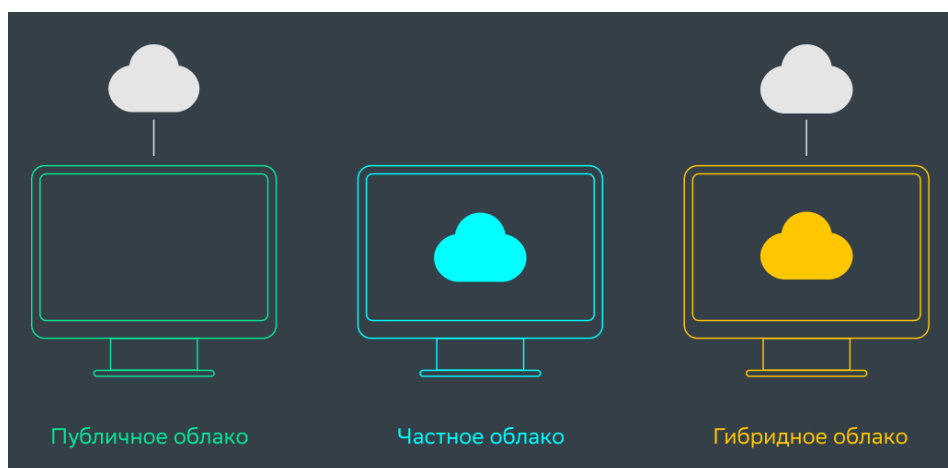 Публичное облако
Частное облако
Гибридное облако